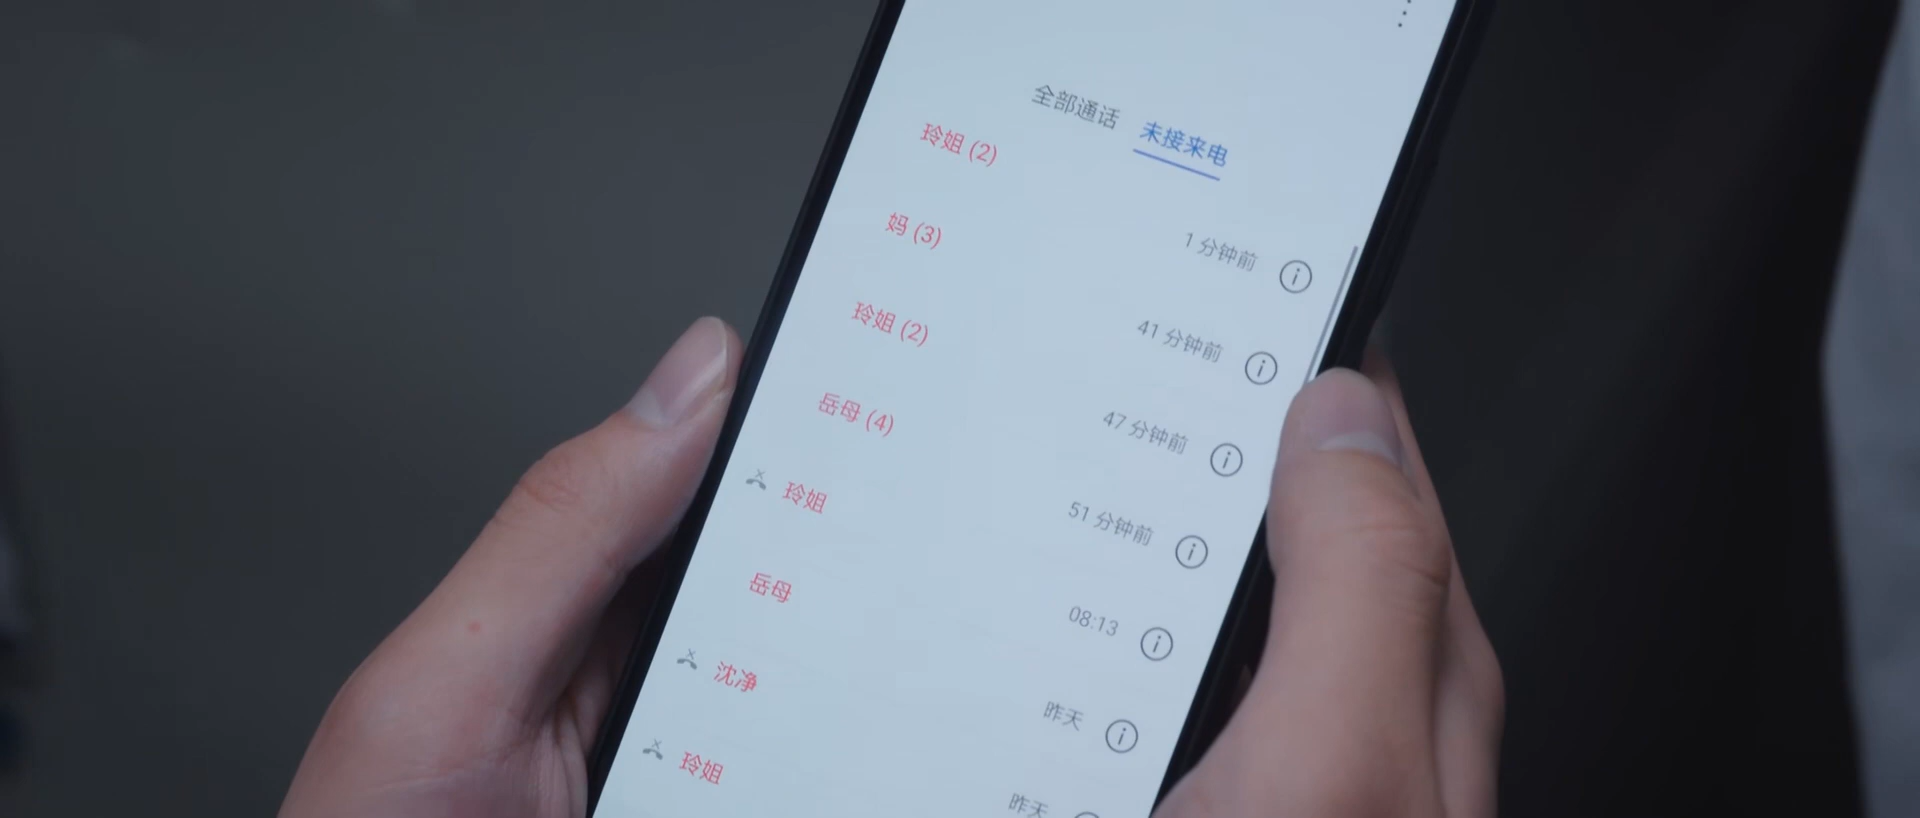 全部通话 未接来电
玲姐 (2) 1 分钟前
妈 (3) 41 分钟前
玲姐 (2) 47 分钟前
岳母 (4) 51 分钟前
玲姐 08:13
岳母 昨天
沈净 昨天
玲姐